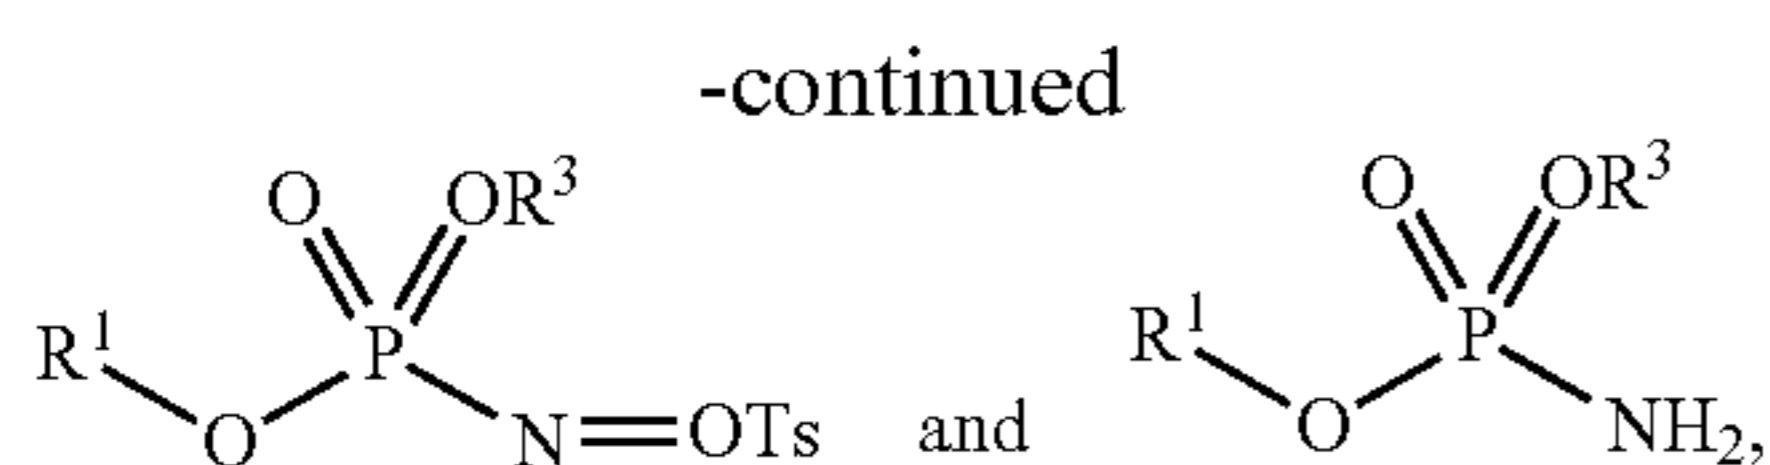 -continued
O OR³ O OR³
R¹ P R¹ P
O N OTs and O NH₂,